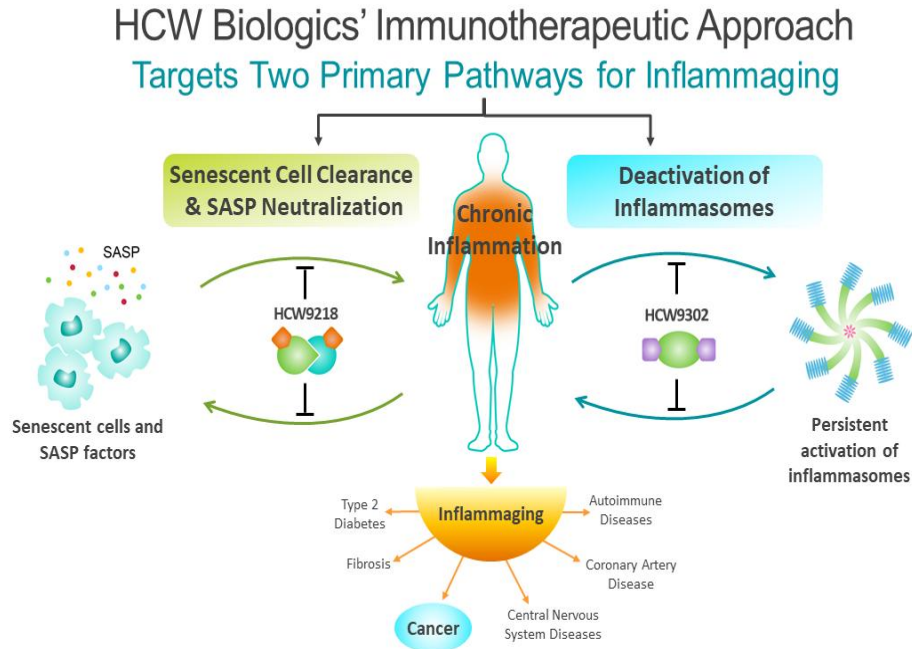 HCW Biologics’ Immunotherapeutic Approach
Targets Two Primary Pathways for Inflammaging
Senescent Cell Clearance
& SASP Neutralization
Deactivation of
Inflammasomes
Chronic
Inflammation
SASP
HCW9218
HCW9302
Senescent cells and
SASP factors
Persistent
activation of
inflammasomes
Inflammaging
Type 2
Diabetes
Autoimmune
Diseases
Fibrosis
Coronary Artery
Disease
Cancer
Central Nervous
System Diseases